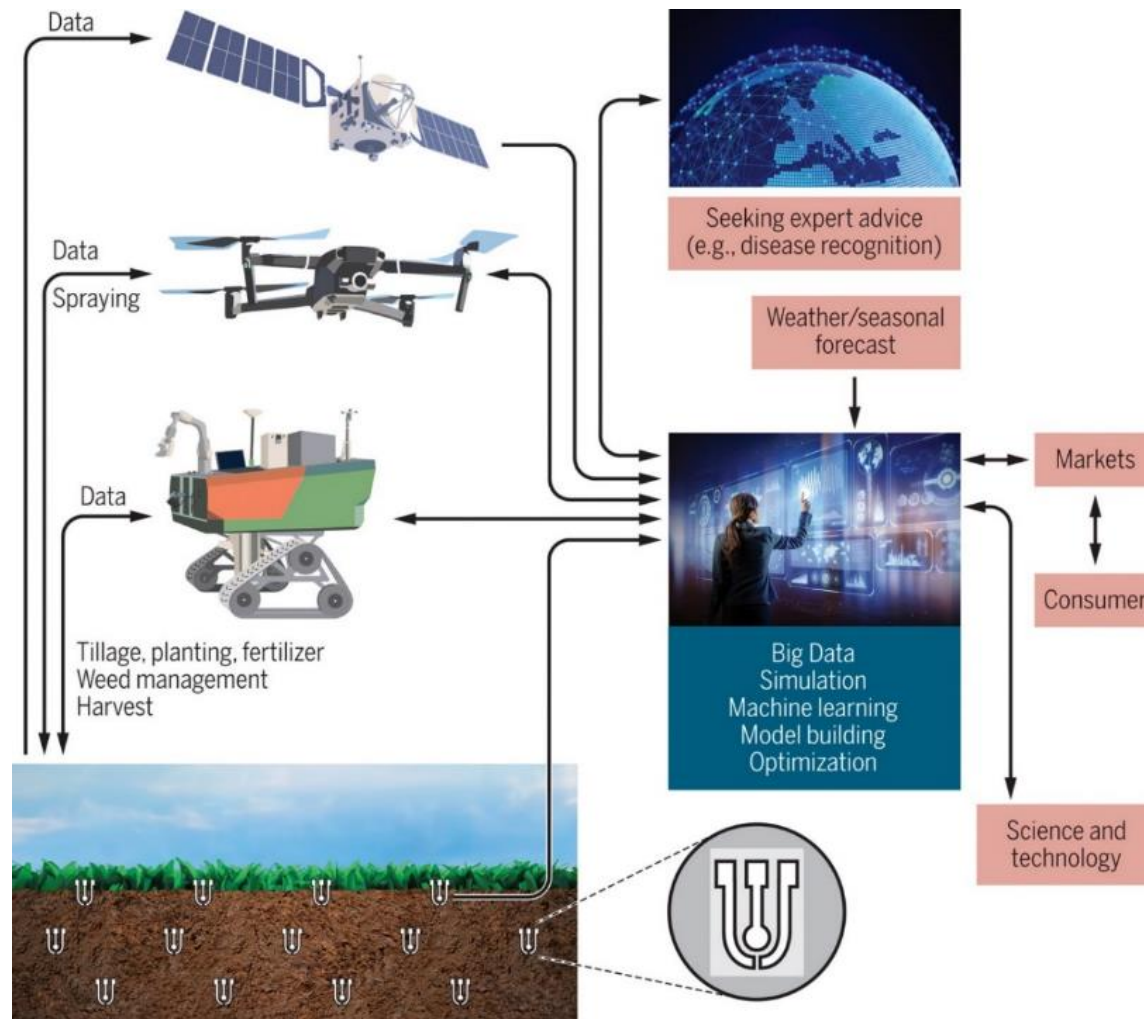 Data
Data
Spraying
Data
Tillage, planting, fertilizer
Weed management
Harvest
Seeking expert advice
(e.g., disease recognition)
Weather/seasonal
forecast
Markets
Consumer
Big Data
Simulation
Machine learning
Model building
Optimization
Science and
technology